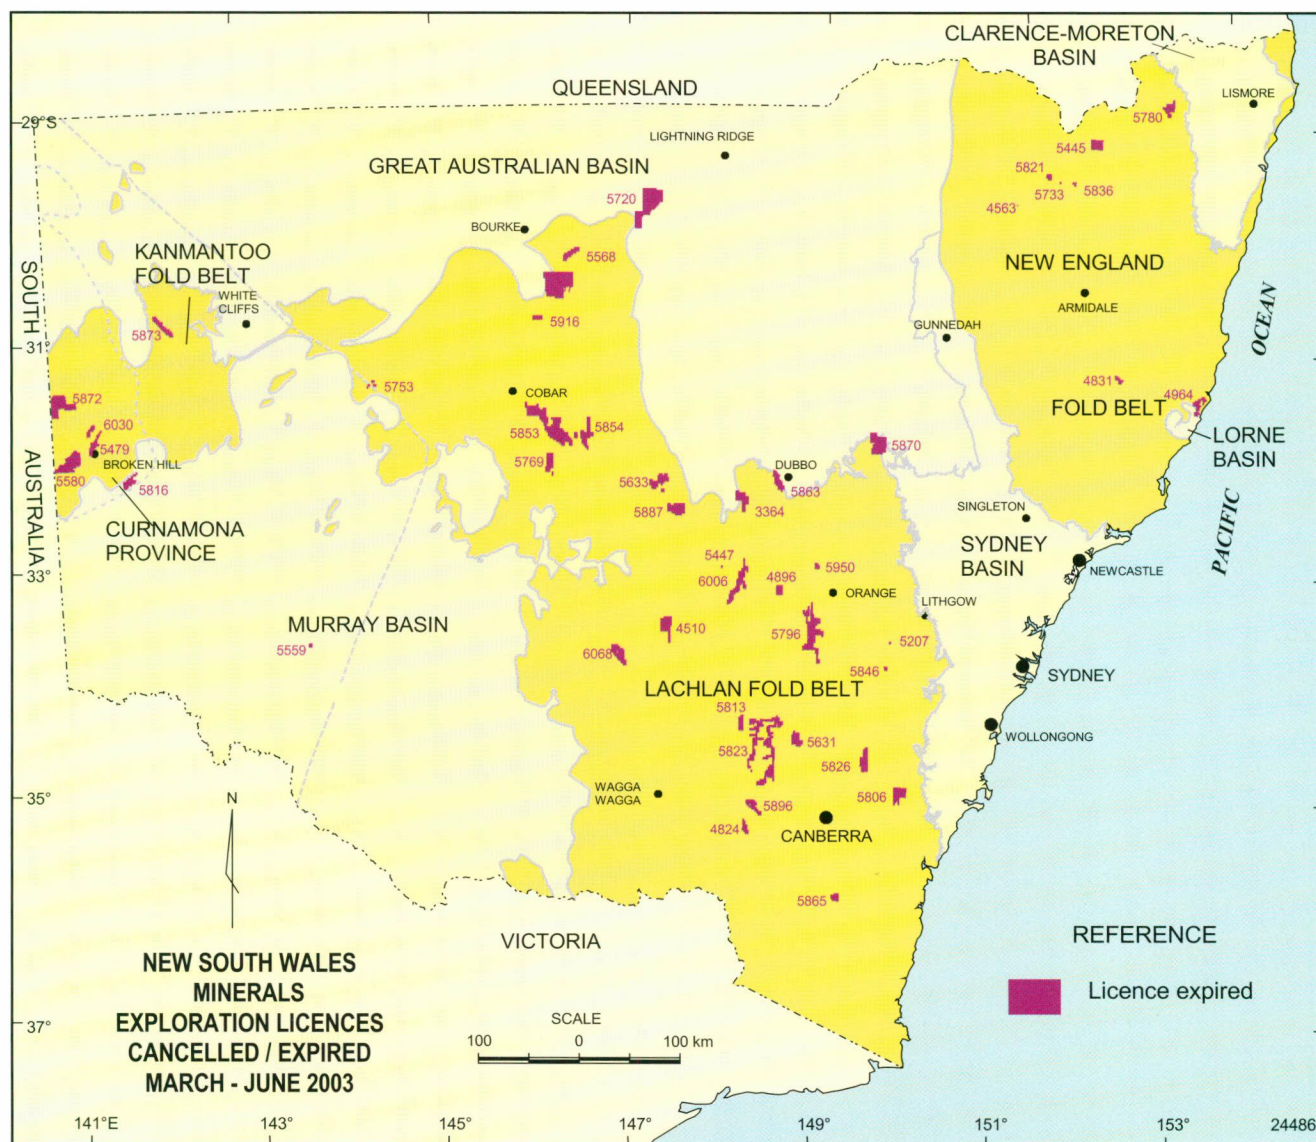 CLARENCE-MORETON
BASIN
QUEENSLAND
LISMORE
29°S
5780
LIGHTNING RIDGE
5445
GREAT AUSTRALIAN BASIN
5821
5720
5733
5836
4563
BOURKE
KANMANTOO
FOLD BELT
5568
NEW ENGLAND
SOUTH
WHITE
CLIFFS
ARMIDALE
OCEAN
5916
5873
GUNNEDAH
31°
5753
4831
COBAR
4964
5872
FOLD BELT
6030
5853
5854
LORNE
BASIN
5479
5870
BROKEN HILL
5769
DUBBO
AUSTRALIA
5580
5816
5633
5863
5887
3364
SINGLETON
PACIFIC
CURNAMONA
PROVINCE
SYDNEY
BASIN
5447
5950
33°
6006
4896
NEWCASTLE
ORANGE
LITHGOW
MURRAY BASIN
4510
5796
5559
6068
5207
5846
SYDNEY
LACHLAN FOLD BELT
5813
WOLLONGONG
5823
5631
5826
WAGGA
WAGGA
35°
5806
N
5896
4824
CANBERRA
5865
VICTORIA
REFERENCE
NEW SOUTH WALES
MINERALS
EXPLORATION LICENCES
CANCELLED / EXPIRED
MARCH - JUNE 2003
Licence expired
SCALE
37°
100 0 100 km
141°E 143° 145° 147° 149° 151° 153° 24488